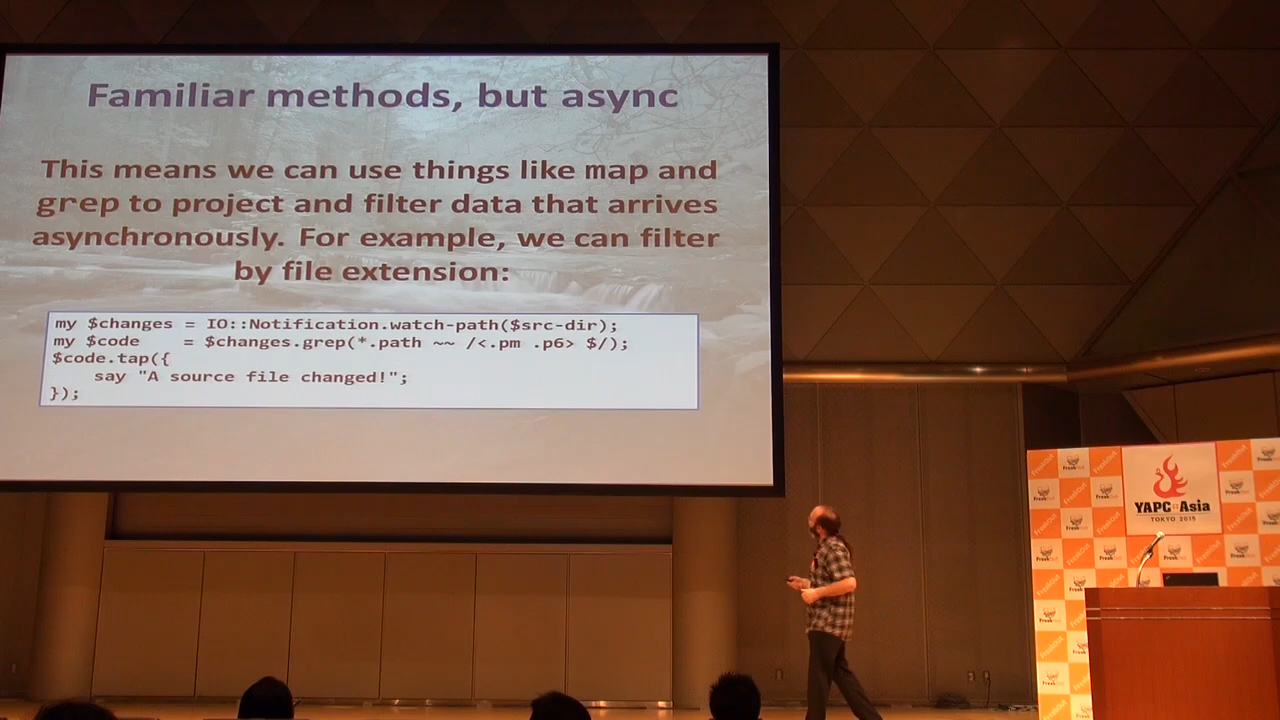 Familiar methods, but async
This means we can use things like map and
grep to project and filter data that arrives
asynchronously. For example, we can filter
by file extension:
my $changes = IO::Notification.watch-path($src-dir);
my $code    = $changes.grep(*.path ~~ /<.pm .p6> $/);
$code.tap({
    say "A source file changed!";
});
YAPC::Asia
TOKYO 2015
FreakOut